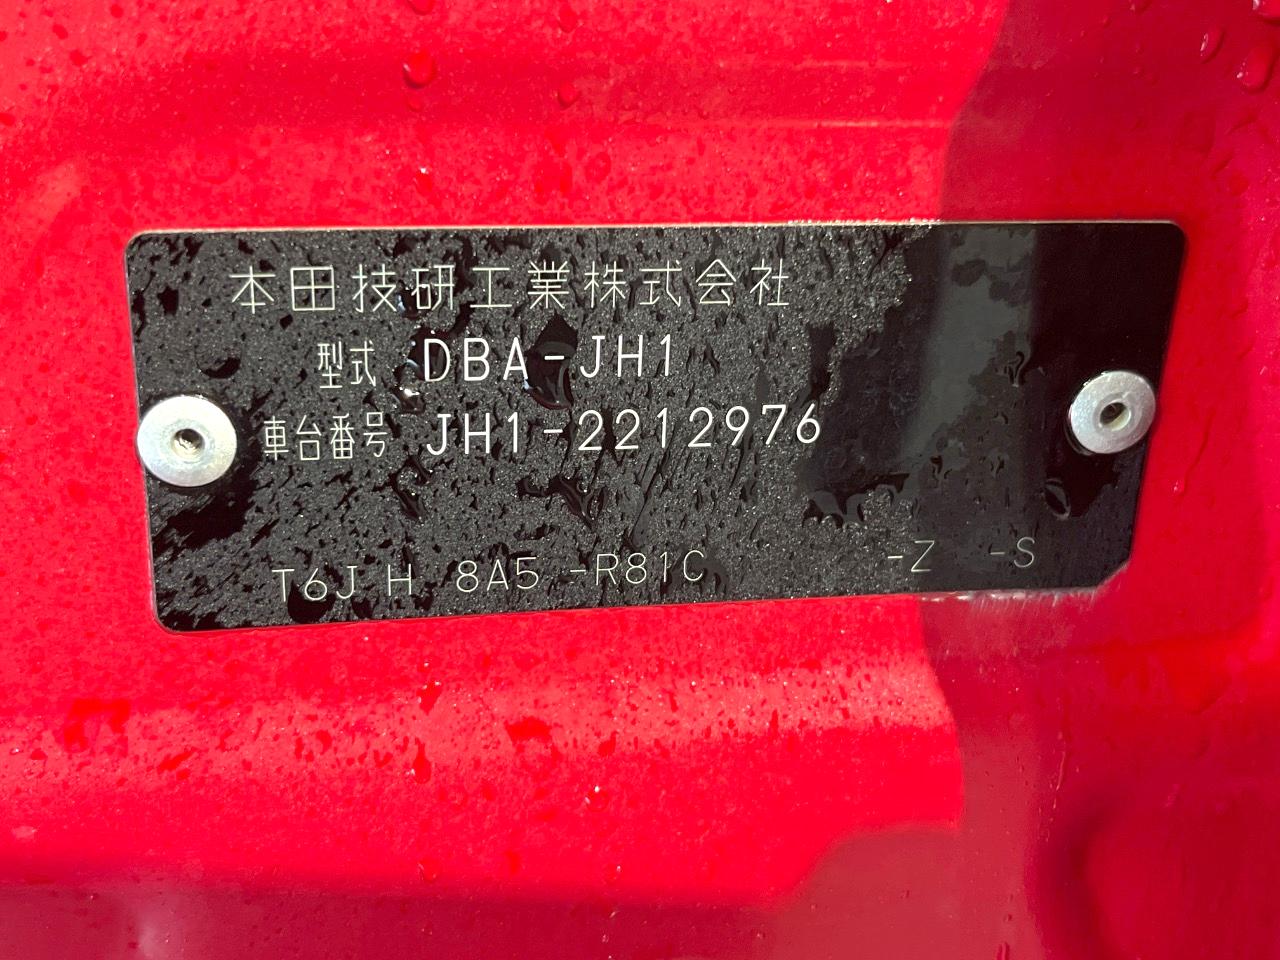 本田技研工業株式会社
型式 DBA-JH1
車台番号 JH1-2212976
T6J H 8A5 -R81C -Z -S